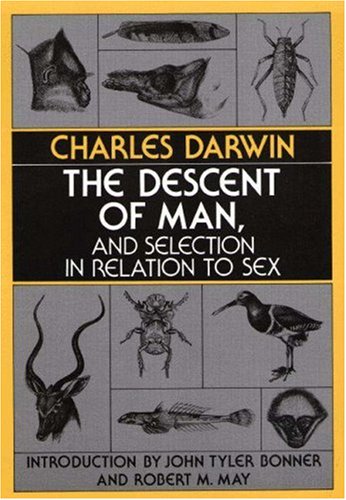 CHARLES DARWIN
THE DESCENT
OF MAN,
AND SELECTION
IN RELATION TO SEX
INTRODUCTION BY JOHN TYLER BONNER
AND ROBERT M. MAY